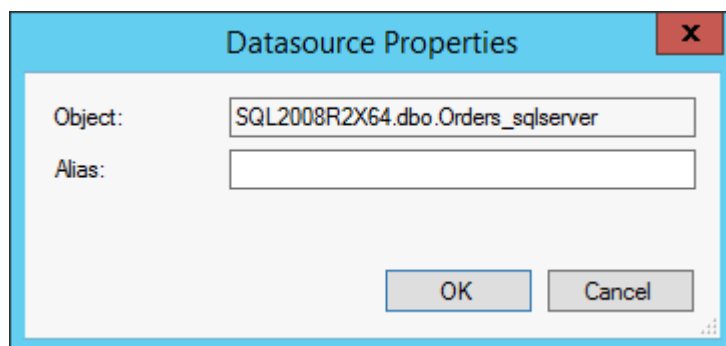 Datasource Properties
x
Object: SQL2008R2X64.dbo.Orders_sqlserver
Alias:
OK Cancel